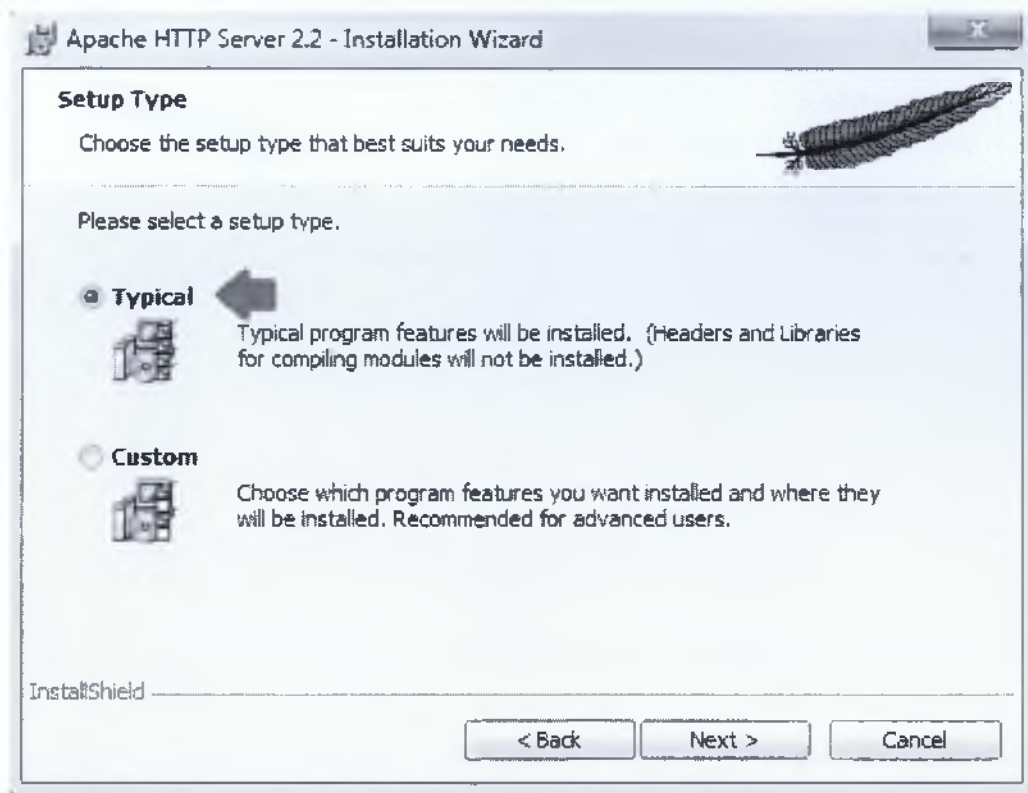 Apache HTTP Server 2.2 - Installation Wizard
Setup Type
Choose the setup type that best suits your needs.
Please select a setup type.
Typical
Typical program features will be installed. (Headers and Libraries
for compiling modules will not be installed.)
Custom
Choose which program features you want installed and where they
will be installed. Recommended for advanced users.
InstallShield
< Back
Next >
Cancel